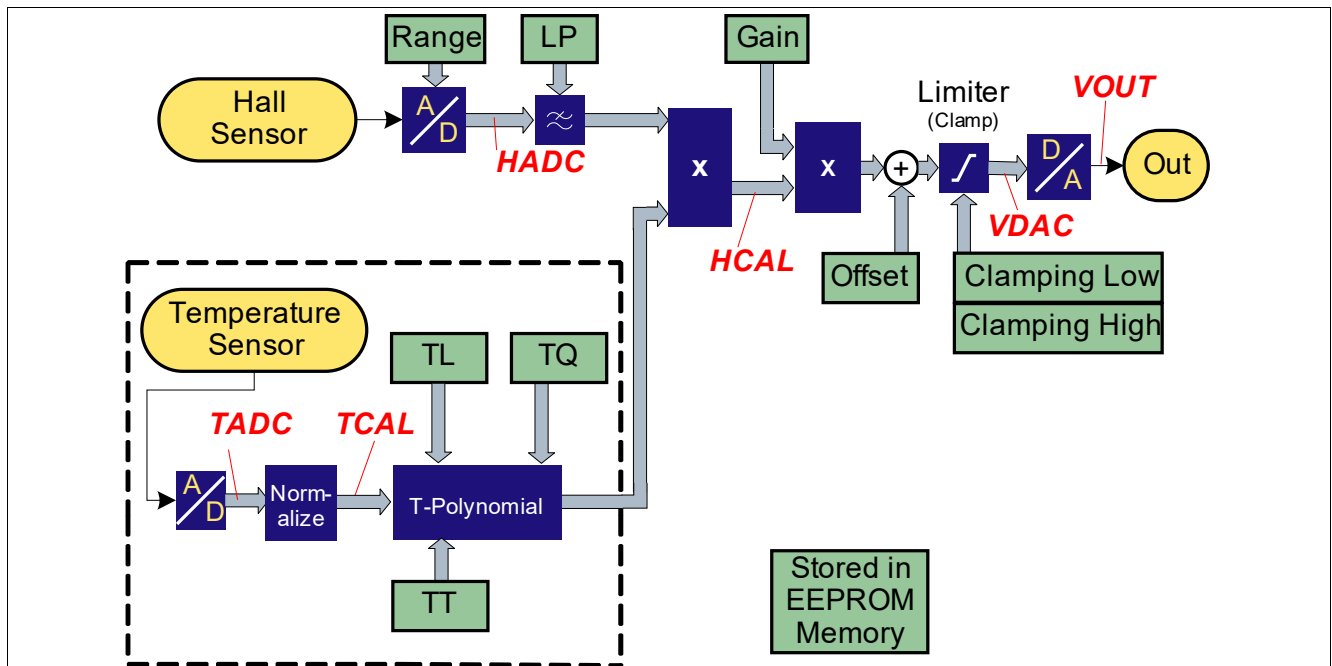 Range
LP
Gain
Hall
Sensor
A
D
HADC
x
HCAL
x
+
Limiter
(Clamp)
VDAC
D
A
VOUT
Out
Offset
Clamping Low
Clamping High
Temperature
Sensor
TL
TQ
TADC
TCAL
A
D
Norm-
alize
T-Polynomial
TT
Stored in
EEPROM
Memory